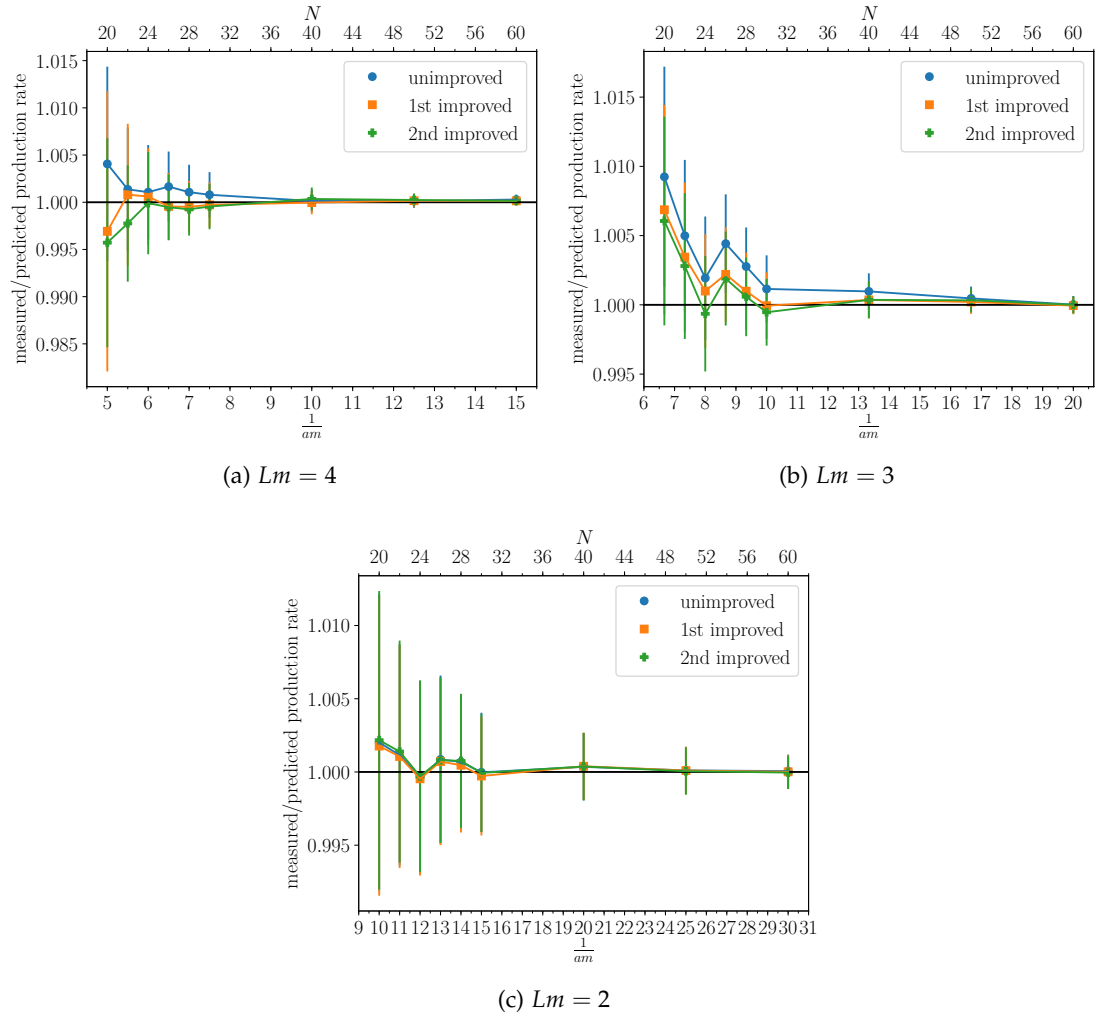 N
20 24 28 32 36 40 44 48 52 56 60
measured/predicted production rate
1.015
1.010
1.005
1.000
0.995
0.990
0.985
unimproved
1st improved
2nd improved
5 6 7 8 9 10 11 12 13 14 15
1/am
(a) Lm = 4
N
20 24 28 32 36 40 44 48 52 56 60
measured/predicted production rate
1.015
1.010
1.005
1.000
0.995
unimproved
1st improved
2nd improved
6 7 8 9 10 11 12 13 14 15 16 17 18 19 20
1/am
(b) Lm = 3
N
20 24 28 32 36 40 44 48 52 56 60
measured/predicted production rate
1.010
1.005
1.000
0.995
unimproved
1st improved
2nd improved
9 10 11 12 13 14 15 16 17 18 19 20 21 22 23 24 25 26 27 28 29 30 31
1/am
(c) Lm = 2